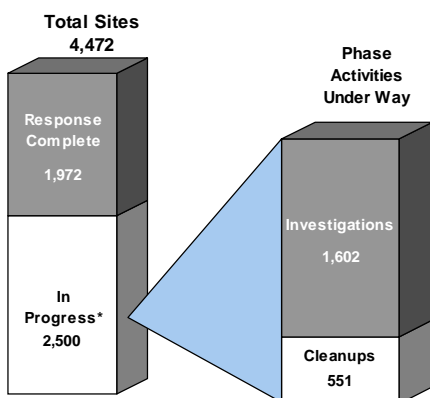 Total Sites
4,472
Response
Complete
1,972
In
Progress*
2,500
Phase
Activities
Under Way
Investigations
1,602
Cleanups
551